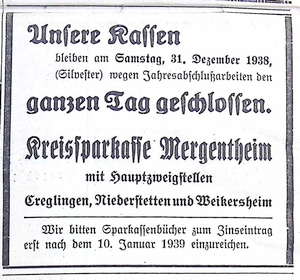 Unsere Kassen
bleiben am Samstag, 31. Dezember 1938,
(Silvester) wegen Jahresabschlußarbeiten den
ganzen Tag geschlossen.
Kreissparkasse Mergentheim
mit Hauptzweigstellen
Creglingen, Niederstetten und Weikersheim
Wir bitten Sparkassenbücher zum Zinseintrag
erst nach dem 10. Januar 1939 einzureichen.